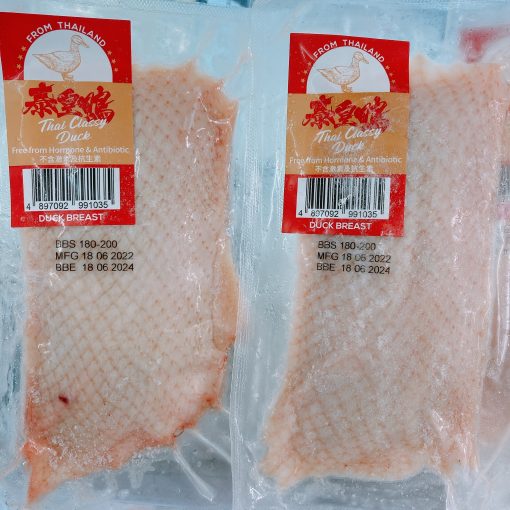 FROM THAILAND
泰皇鴨
Thai Classy
Duck
Free from Hormone & Antibiotic
不含激素及抗生素
4 897092 991035
DUCK BREAST
BBS 180-200
MFG 18 06 2022
BBE 18 06 2024
FROM THAILAND
泰皇鴨
Thai Classy
Duck
Free from Hormone & Antibiotic
不含激素及抗生素
4 897092 991035
DUCK BREAST
BBS 180-200
MFG 18 06 2022
BBE 18 06 2024